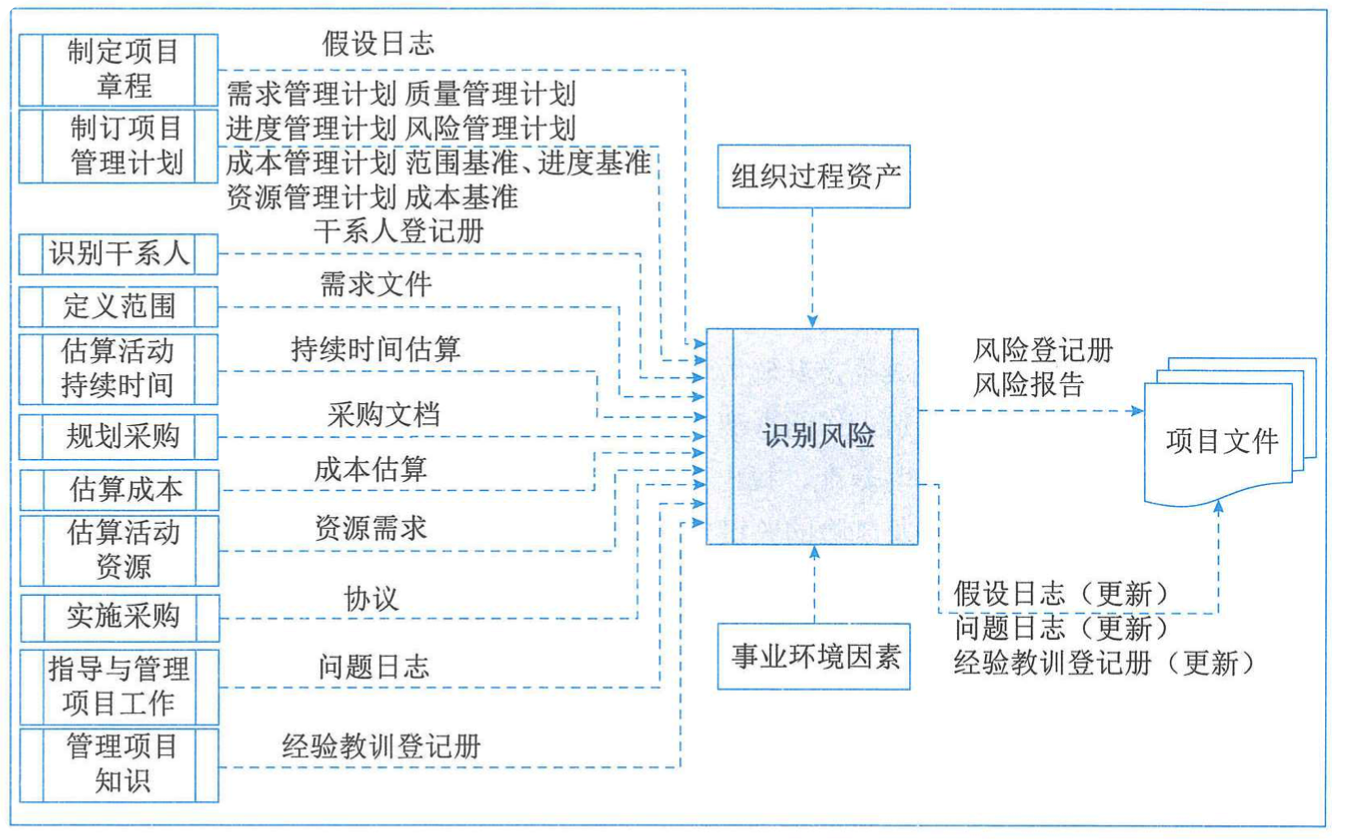 制定项目
章程
假设日志
制订项目
管理计划
需求管理计划 质量管理计划
进度管理计划 风险管理计划
成本管理计划 范围基准、进度基准
资源管理计划 成本基准
识别干系人
干系人登记册
定义范围
需求文件
估算活动
持续时间
持续时间估算
规划采购
采购文档
估算成本
成本估算
估算活动
资源
资源需求
实施采购
协议
指导与管理
项目工作
问题日志
管理项目
知识
经验教训登记册
组织过程资产
识别风险
事业环境因素
风险登记册
风险报告
项目文件
假设日志（更新）
问题日志（更新）
经验教训登记册（更新）